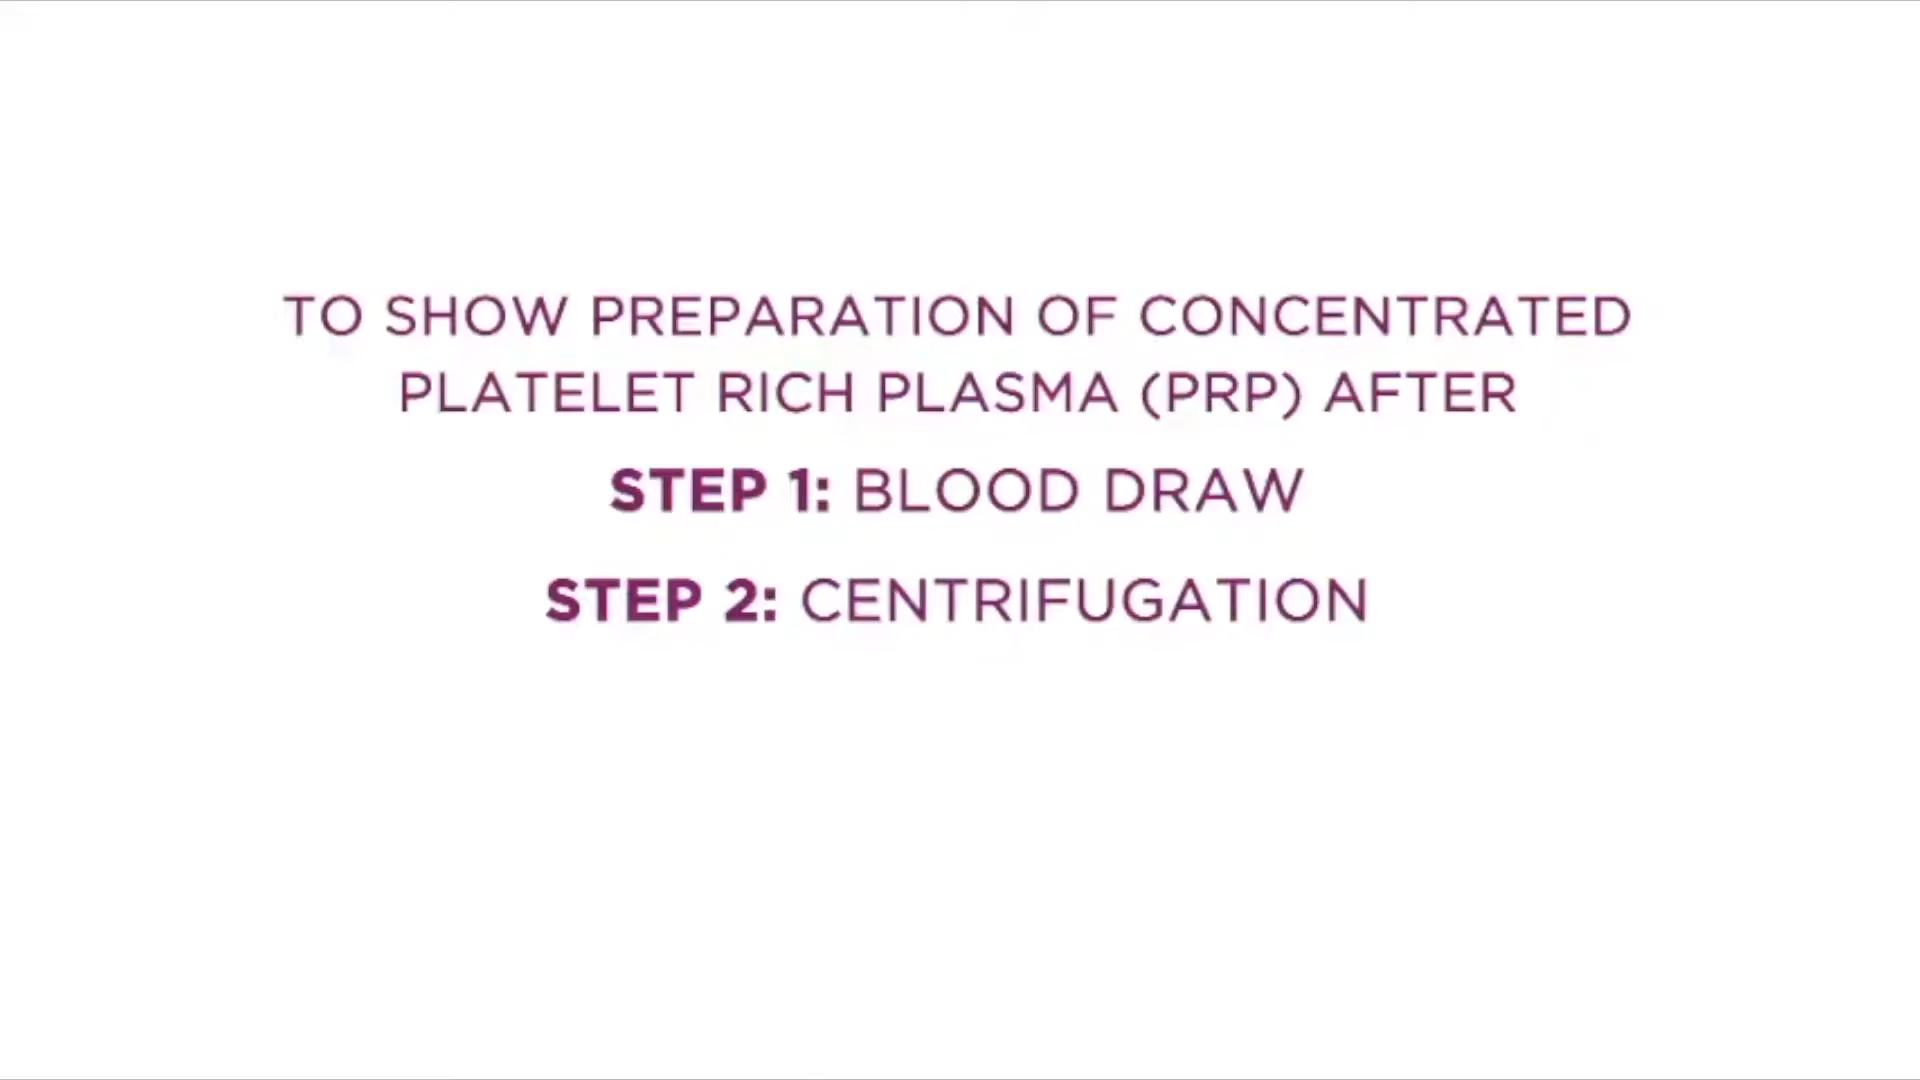 TO SHOW PREPARATION OF CONCENTRATED
PLATELET RICH PLASMA (PRP) AFTER
STEP 1: BLOOD DRAW
STEP 2: CENTRIFUGATION